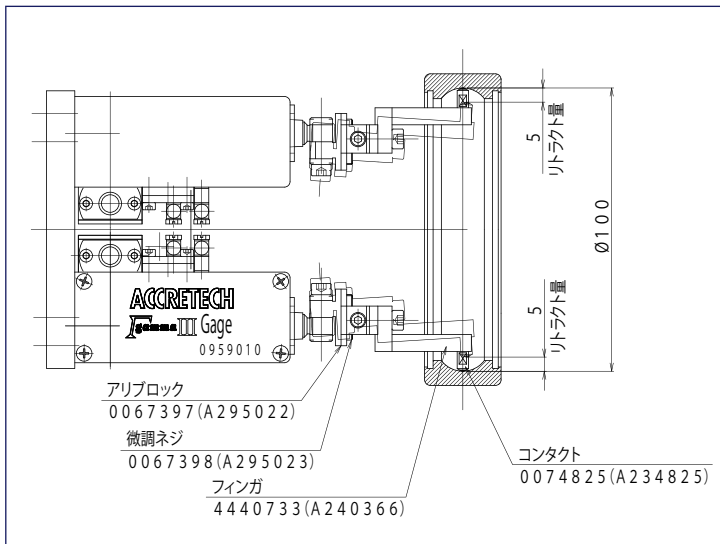 5
リトラクト量
Ø100
5
リトラクト量
ACCRETECH
gamma III Gage
0959010
アリブロック
0067397(A295022)
微調ネジ
0067398(A295023)
フィンガ
4440733(A240366)
コンタクト
0074825(A234825)